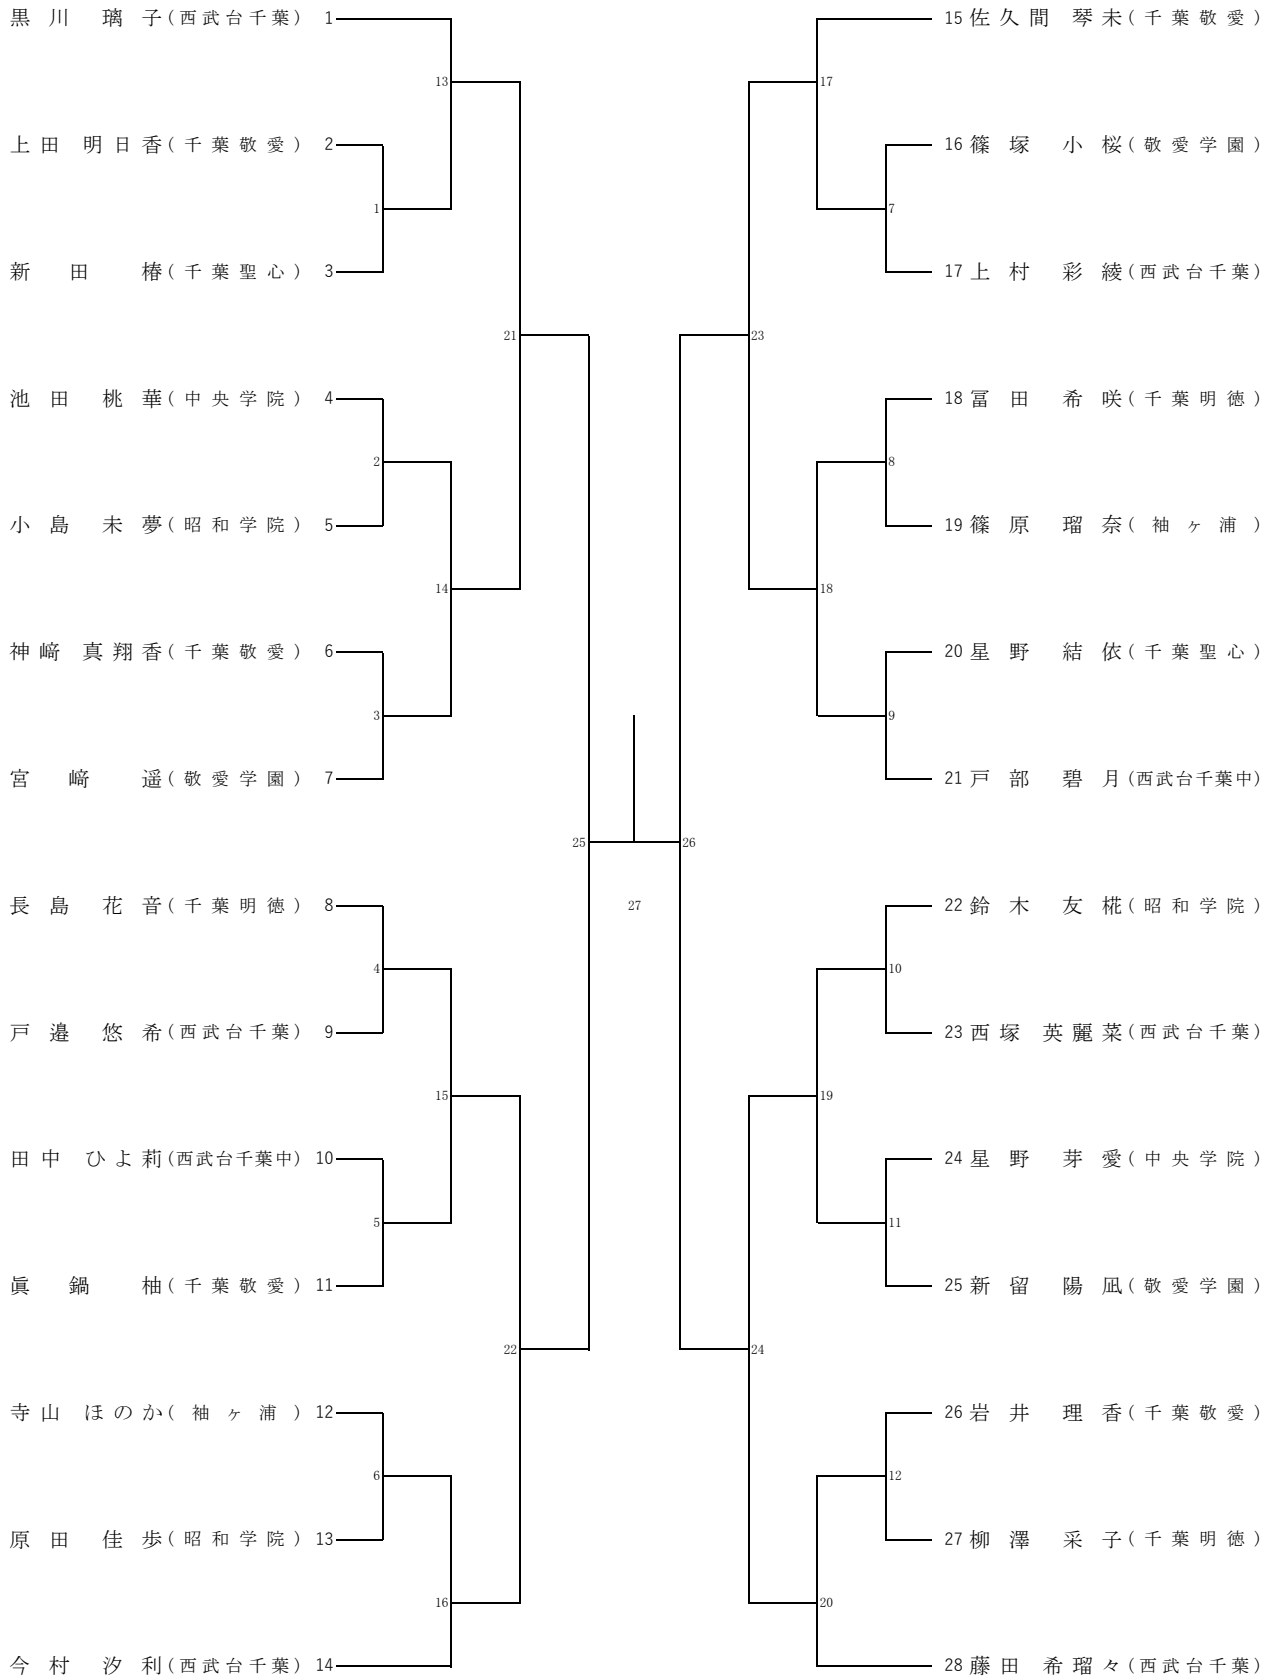 黒川 璃子(西武台千葉) 1
13
上田 明日香(千葉敬愛) 2
1
新田 椿(千葉聖心) 3
21
池田 桃華(中央学院) 4
2
小島 未夢(昭和学院) 5
14
神﨑 真翔香(千葉敬愛) 6
3
宮﨑 遥(敬愛学園) 7
25
長島 花音(千葉明徳) 8
4
戸邉 悠希(西武台千葉) 9
15
田中 ひよ莉(西武台千葉中) 10
5
眞鍋 柚(千葉敬愛) 11
22
寺山 ほのか(袖ヶ浦) 12
6
原田 佳歩(昭和学院) 13
16
今村 汐利(西武台千葉) 14
27
15 佐久間 琴未(千葉敬愛)
17
16 篠塚 小桜(敬愛学園)
7
17 上村 彩綾(西武台千葉)
23
18 冨田 希咲(千葉明徳)
8
19 篠原 瑠奈(袖ヶ浦)
18
20 星野 結依(千葉聖心)
9
21 戸部 碧月(西武台千葉中)
26
22 鈴木 友椛(昭和学院)
10
23 西塚 英麗菜(西武台千葉)
19
24 星野 芽愛(中央学院)
11
25 新留 陽凪(敬愛学園)
24
26 岩井 理香(千葉敬愛)
12
27 柳澤 采子(千葉明徳)
20
28 藤田 希瑠々(西武台千葉)